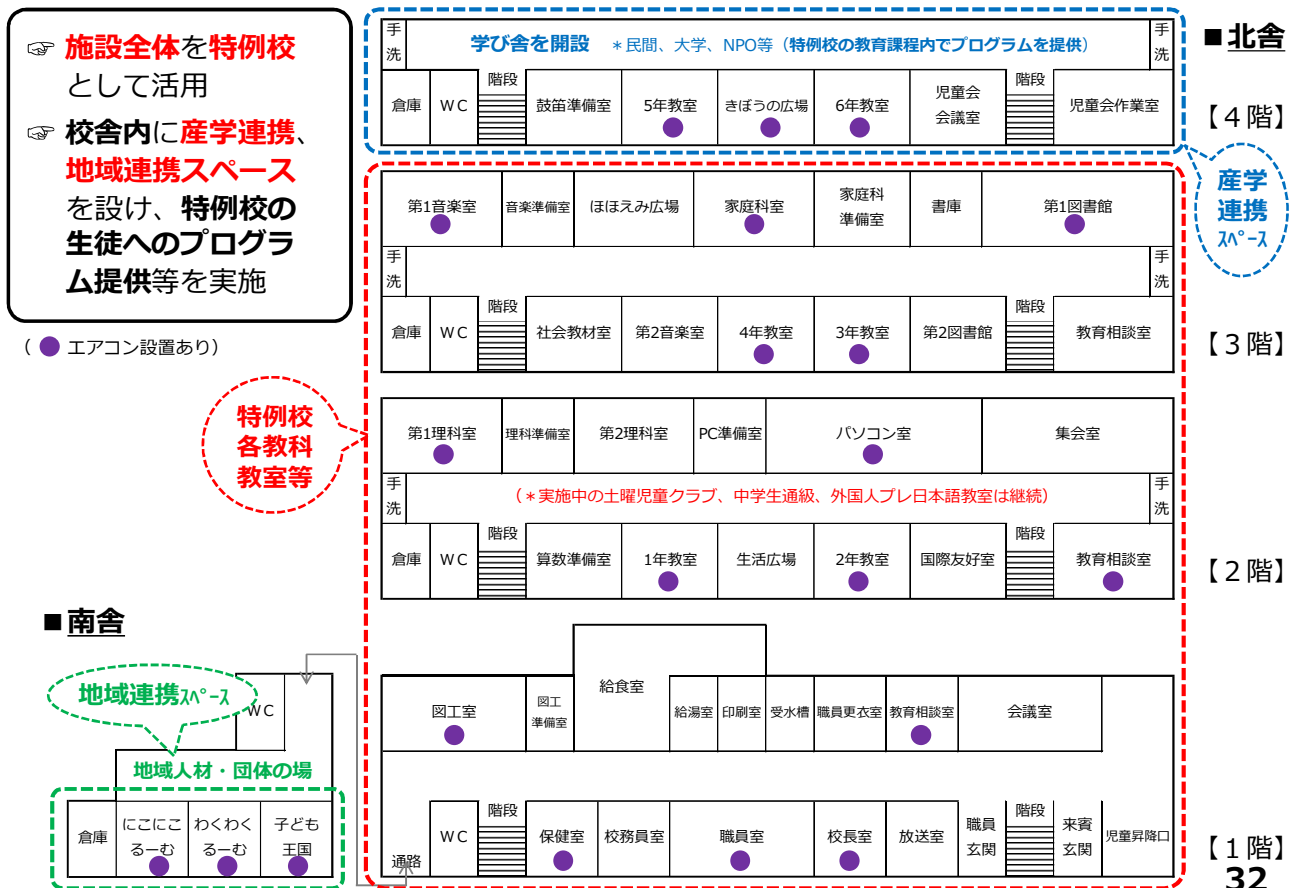 ☞ 施設全体を特例校
として活用
☞ 校舎内に産学連携、
地域連携スペース
を設け、特例校の
生徒へのプログラ
ム提供等を実施
（ ● エアコン設置あり）
■北舎
手洗
学び舎を開設 ＊民間、大学、NPO等（特例校の教育課程内でプログラムを提供）
手洗
倉庫 ＷＣ 階段 鼓笛準備室 5年教室 きぼうの広場 6年教室 児童会会議室 階段 児童会作業室
【４階】
産学
連携
ｽﾍﾟｰｽ
第1音楽室 音楽準備室 ほほえみ広場 家庭科室 家庭科準備室 書庫 第1図書館
手洗 手洗
倉庫 ＷＣ 階段 社会教材室 第2音楽室 4年教室 3年教室 第2図書館 階段 教育相談室
【３階】
特例校
各教科
教室等
第1理科室 理科準備室 第2理科室 PC準備室 パソコン室 集会室
手洗 （＊実施中の土曜児童クラブ、中学生通級、外国人プレ日本語教室は継続） 手洗
倉庫 ＷＣ 階段 算数準備室 1年教室 生活広場 2年教室 国際友好室 階段 教育相談室
【２階】
■南舎
地域連携ｽﾍﾟｰｽ
ＷＣ
地域人材・団体の場
倉庫 にこにこるーむ わくわくるーむ 子ども王国
図工室 図工準備室 給食室 給湯室 印刷室 受水槽 職員更衣室 教育相談室 会議室
通路 ＷＣ 階段 保健室 校務員室 職員室 校長室 放送室 職員玄関 階段 来賓玄関 児童昇降口
【１階】
32